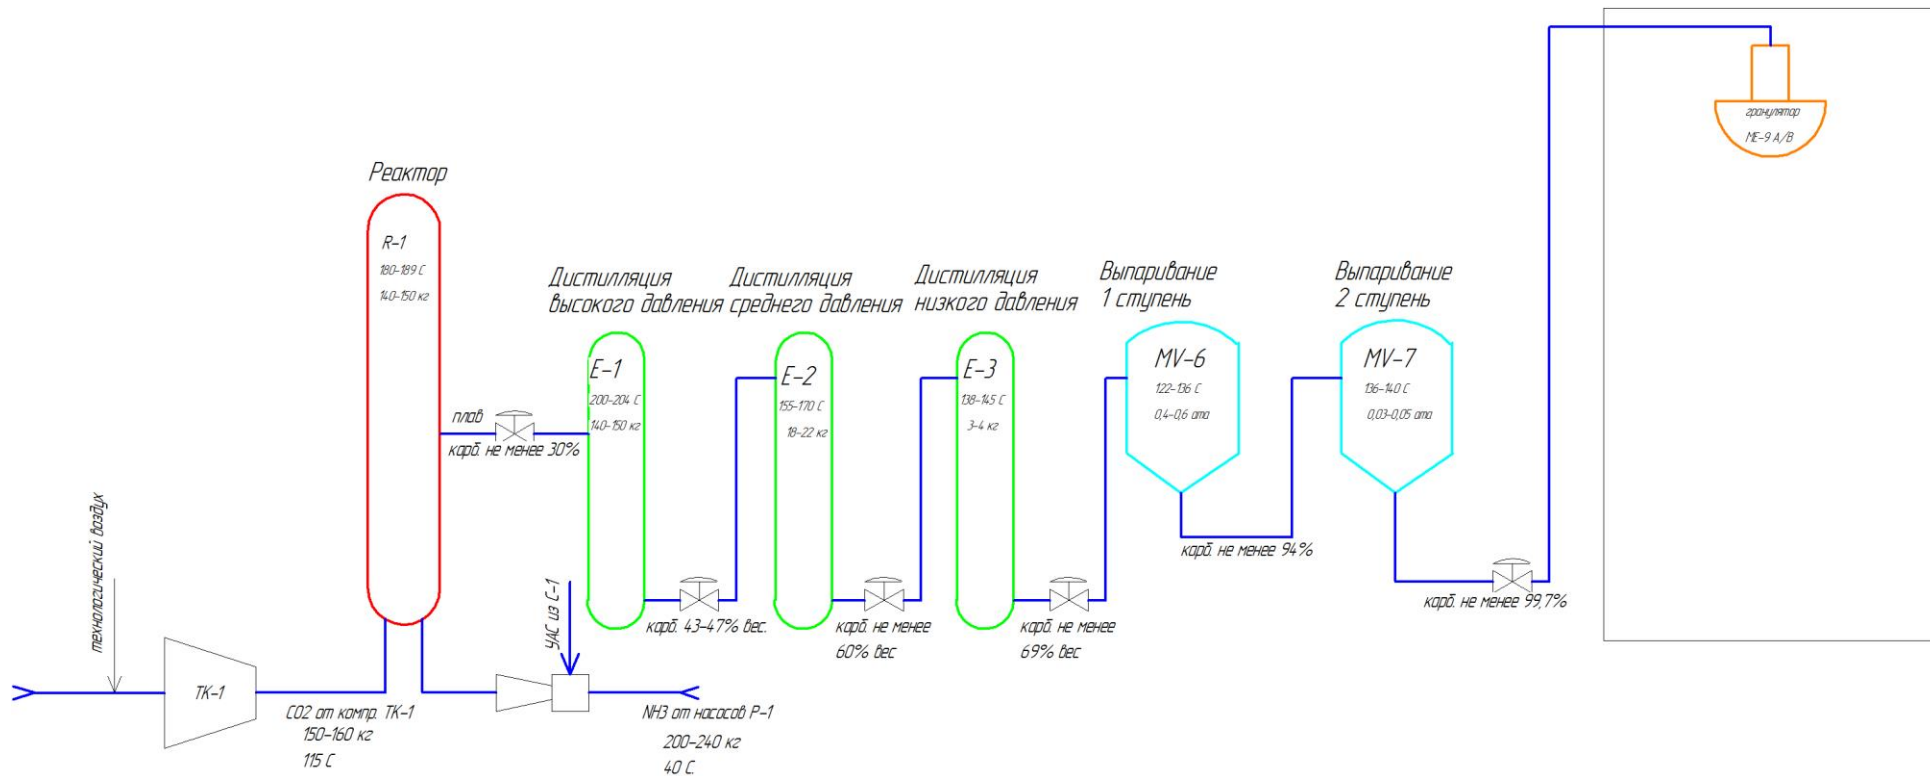 Реактор
R-1
180-189 С
140-150 кг
Дистилляция
высокого давления
E-1
200-204 С
140-150 кг
Дистилляция
среднего давления
E-2
155-170 С
18-22 кг
Дистилляция
низкого давления
E-3
138-145 С
3-4 кг
Выпаривание
1 ступень
MV-6
122-136 С
0,4-0,6 ата
Выпаривание
2 ступень
MV-7
136-140 С
0,03-0,05 ата
гранулятор
МЕ-9 А/В
плав
карб. не менее 30%
карб. 43-47% вес.
карб. не менее
60% вес
карб. не менее
69% вес
карб. не менее 94%
карб. не менее 99,7%
технологический воздух
ТК-1
СО2 от компр. ТК-1
150-160 кг
115 С
УАС из С-1
NH3 от насосов Р-1
200-240 кг
40 С.